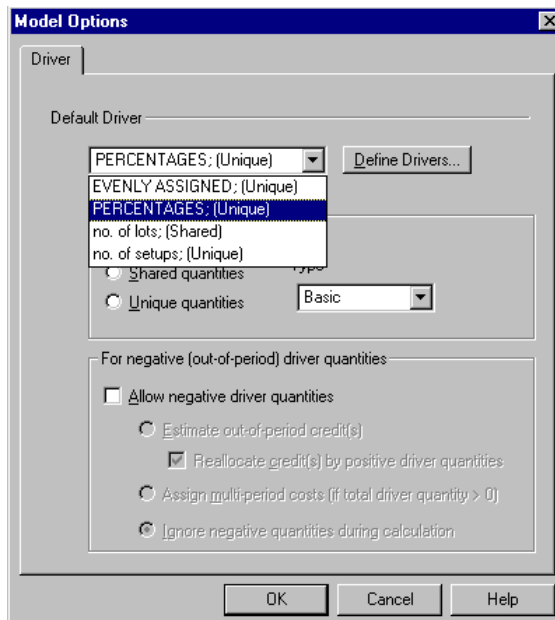 Model Options
Driver
Default Driver
PERCENTAGES; (Unique)
Define Drivers...
EVENLY ASSIGNED; (Unique)
PERCENTAGES; (Unique)
no. of lots; (Shared)
no. of setups; (Unique)
Shared quantities
Unique quantities
Basic
For negative (out-of-period) driver quantities
Allow negative driver quantities
Estimate out-of-period credit(s)
Reallocate credit(s) by positive driver quantities
Assign multi-period costs (if total driver quantity > 0)
Ignore negative quantities during calculation
OK Cancel Help